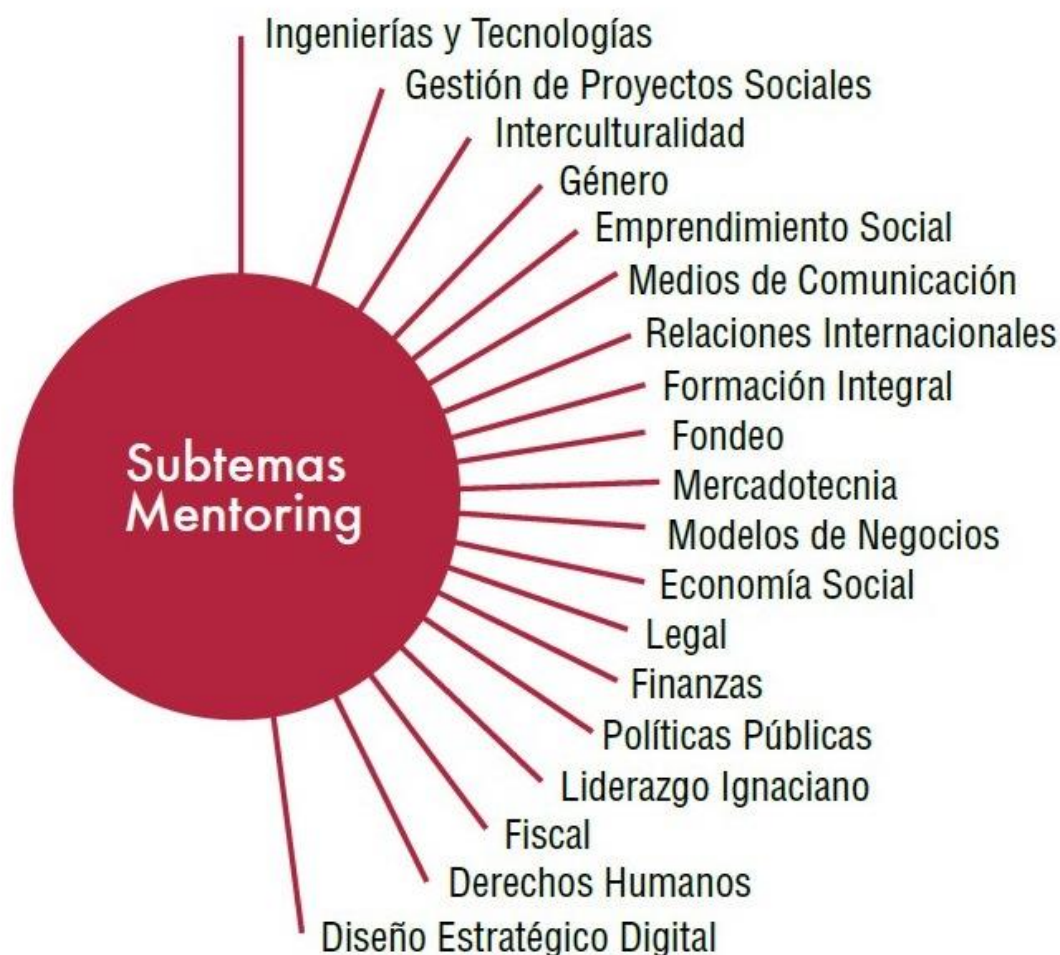 Ingenierías y Tecnologías
Gestión de Proyectos Sociales
Interculturalidad
Género
Emprendimiento Social
Medios de Comunicación
Relaciones Internacionales
Formación Integral
Fondeo
Subtemas
Mentoring
Mercadotecnia
Modelos de Negocios
Economía Social
Legal
Finanzas
Políticas Públicas
Liderazgo Ignaciano
Fiscal
Derechos Humanos
Diseño Estratégico Digital